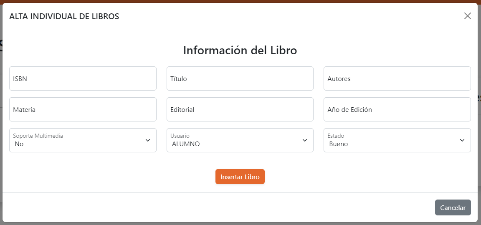 ALTA INDIVIDUAL DE LIBROS
Información del Libro
ISBN
Título
Autores
Materia
Editorial
Año de Edición
Soporte Multimedia
No
Usuario
ALUMNO
Estado
Bueno
Insertar Libro
Cancelar